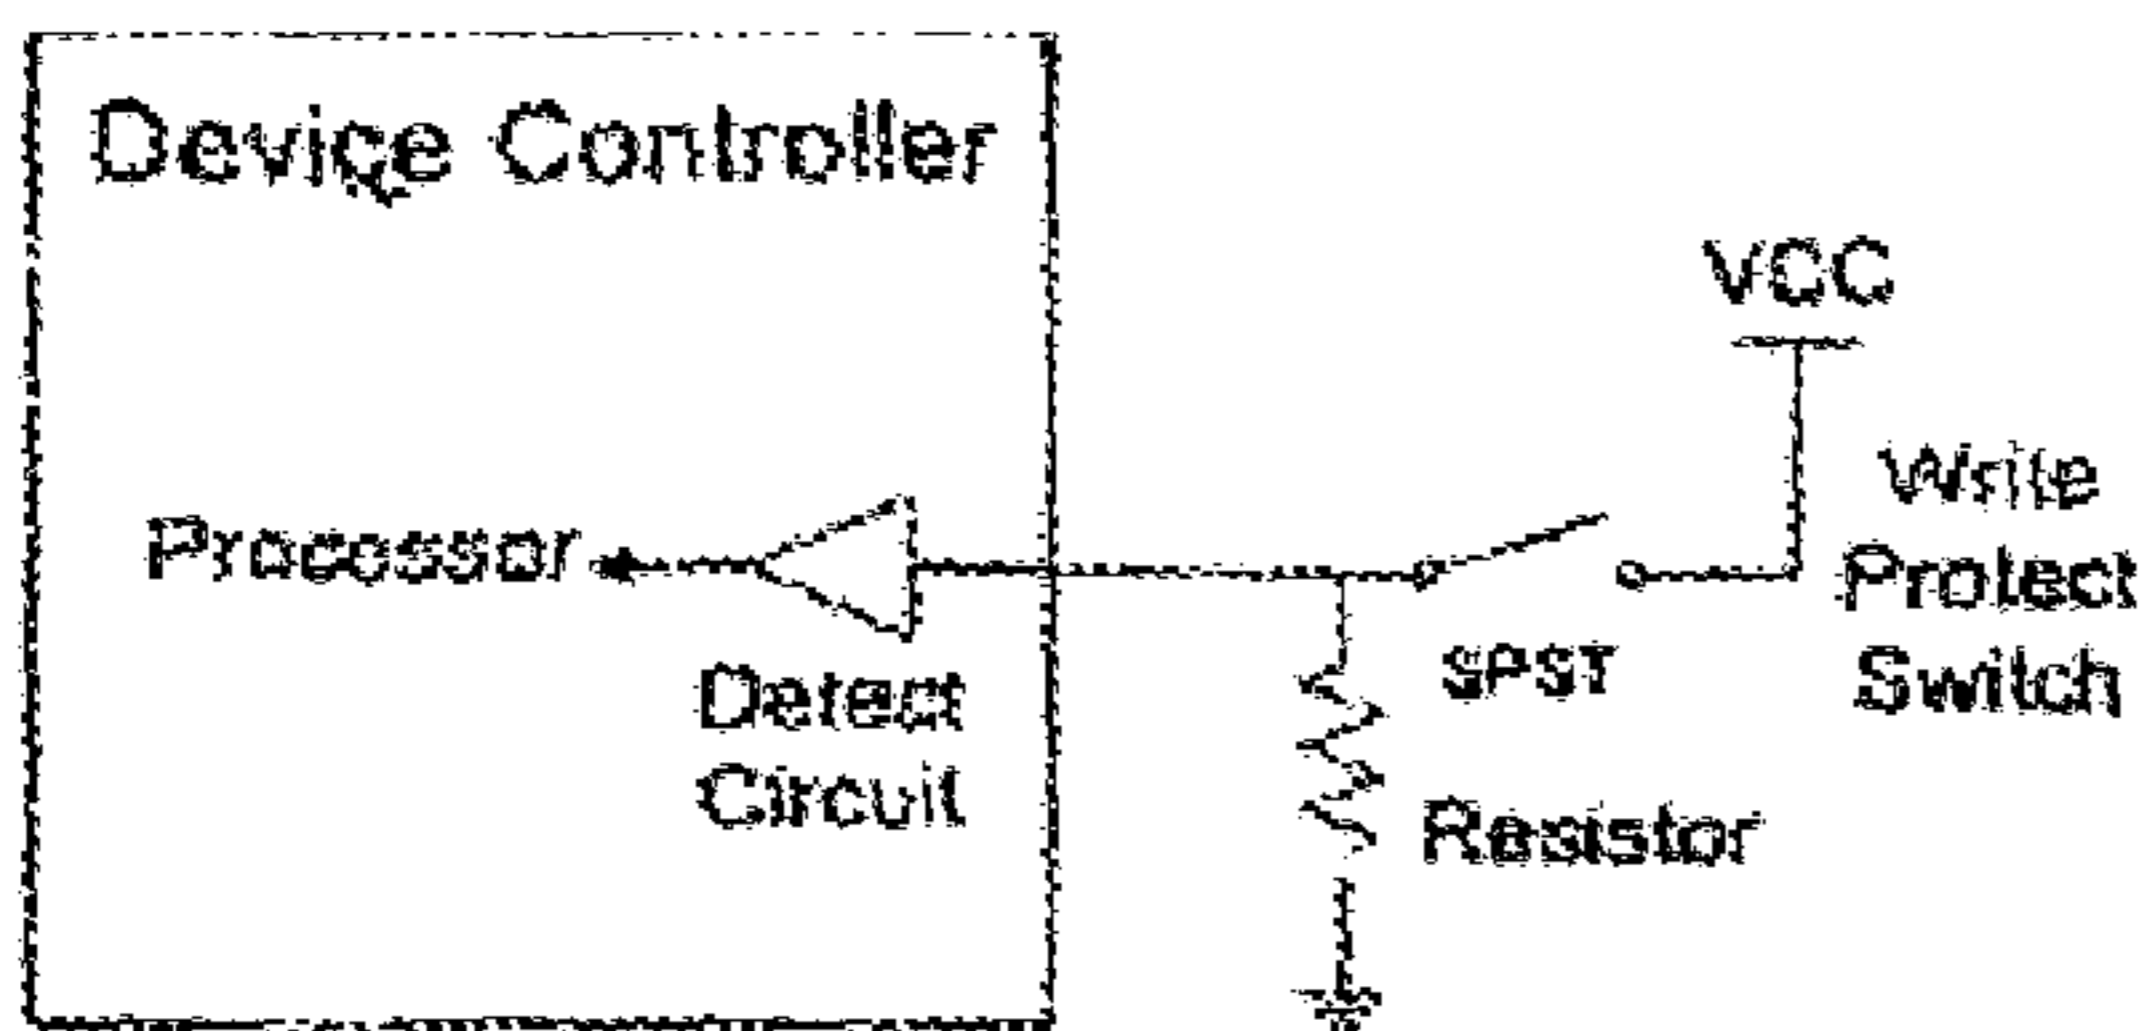 Device Controller
VCC
Write
Protect
Switch
Processor
SPST
Detect
Circuit
Resistor